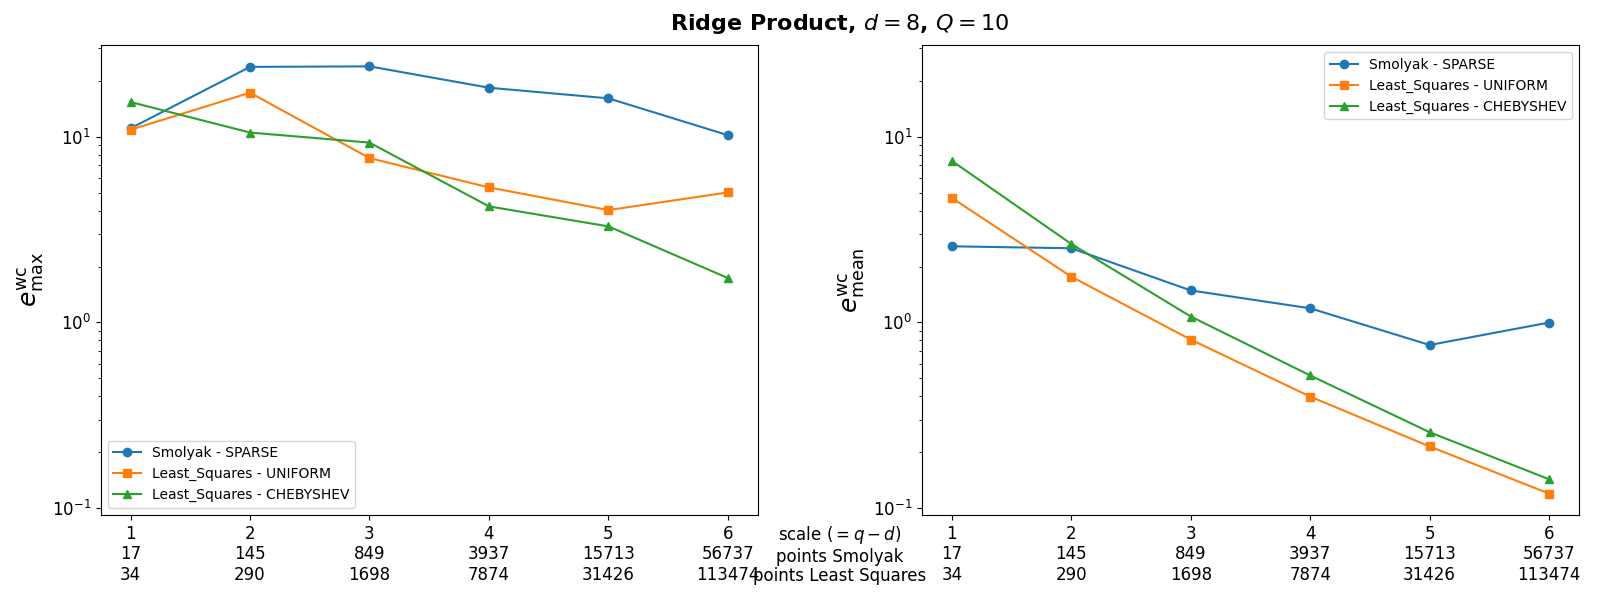 Ridge Product, d = 8, Q = 10
e^wc_max
10^1
10^0
10^-1
Smolyak - SPARSE
Least_Squares - UNIFORM
Least_Squares - CHEBYSHEV
1 2 3 4 5 6
17 145 849 3937 15713 56737
34 290 1698 7874 31426 113474
scale (= q - d)
points Smolyak
points Least Squares
e^wc_mean
10^1
10^0
10^-1
Smolyak - SPARSE
Least_Squares - UNIFORM
Least_Squares - CHEBYSHEV
1 2 3 4 5 6
17 145 849 3937 15713 56737
34 290 1698 7874 31426 113474